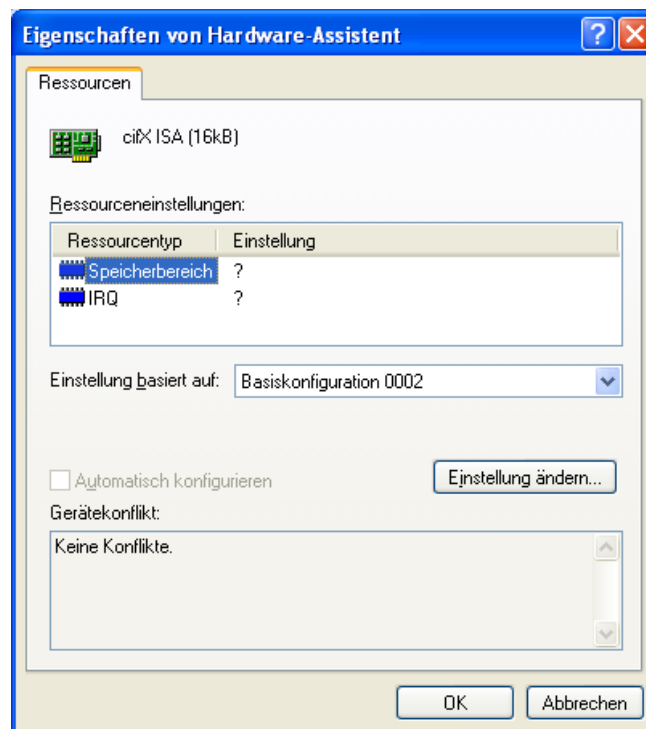 Eigenschaften von Hardware-Assistent
Ressourcen
cifX ISA (16kB)
Ressourceneinstellungen:
Ressourcentyp Einstellung
Speicherbereich ?
IRQ ?
Einstellung basiert auf: Basiskonfiguration 0002
Automatisch konfigurieren
Einstellung ändern...
Gerätekonflikt:
Keine Konflikte.
OK Abbrechen